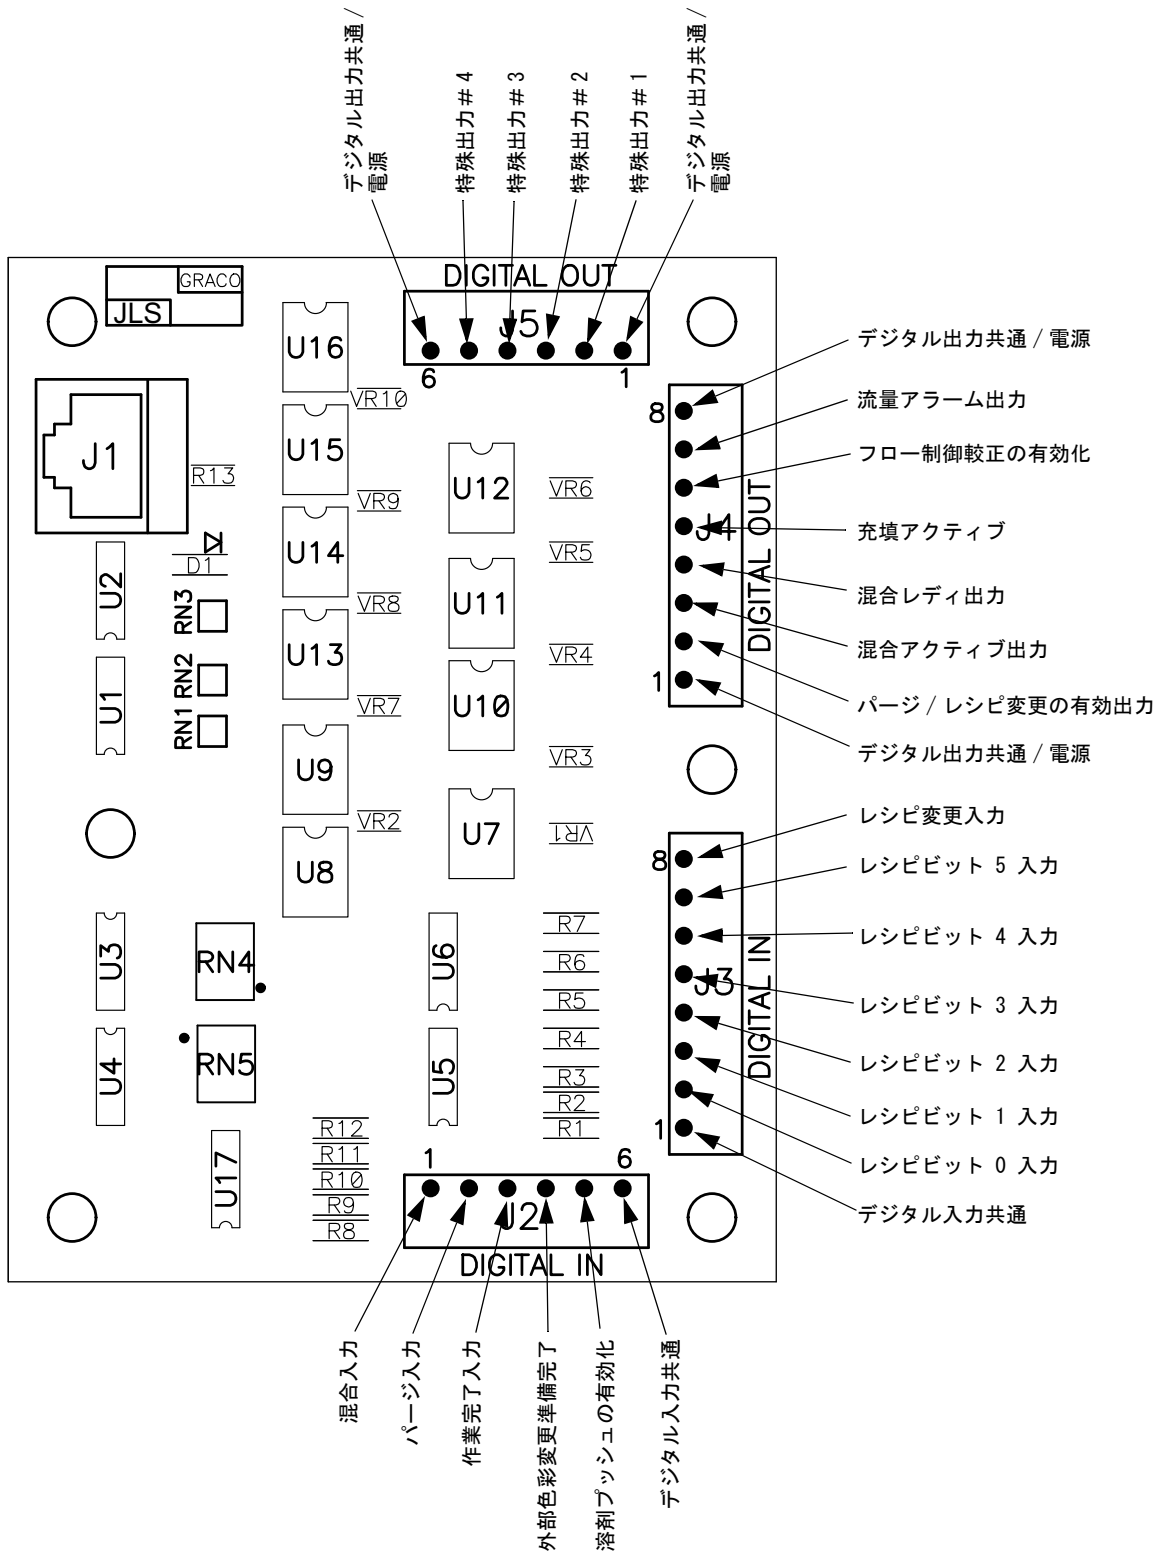 デジタル出力共通 /
電源
特殊出力＃4
特殊出力＃3
特殊出力＃2
特殊出力＃1
デジタル出力共通 /
電源
GRACO
JLS
DIGITAL OUT
J5
6
1
U16
VR10
U15
VR9
U14
VR8
U13
VR7
U9
VR2
U8
J1
R13
D1
U2
RN3
RN2
U1
RN1
U12
VR6
VR5
U11
VR4
U10
VR3
U7
VR1
8
J4
DIGITAL OUT
1
デジタル出力共通 / 電源
流量アラーム出力
フロー制御較正の有効化
充填アクティブ
混合レディ出力
混合アクティブ出力
パージ / レシピ変更の有効出力
デジタル出力共通 / 電源
8
J3
DIGITAL IN
1
レシピ変更入力
レシピビット 5 入力
レシピビット 4 入力
レシピビット 3 入力
レシピビット 2 入力
レシピビット 1 入力
レシピビット 0 入力
デジタル入力共通
U3
RN4
U4
RN5
U17
U6
U5
R7
R6
R5
R4
R3
R2
R1
R12
R11
R10
R9
R8
1
6
J2
DIGITAL IN
混合入力
パージ入力
作業完了入力
外部色彩変更準備完了
溶剤プッシュの有効化
デジタル入力共通